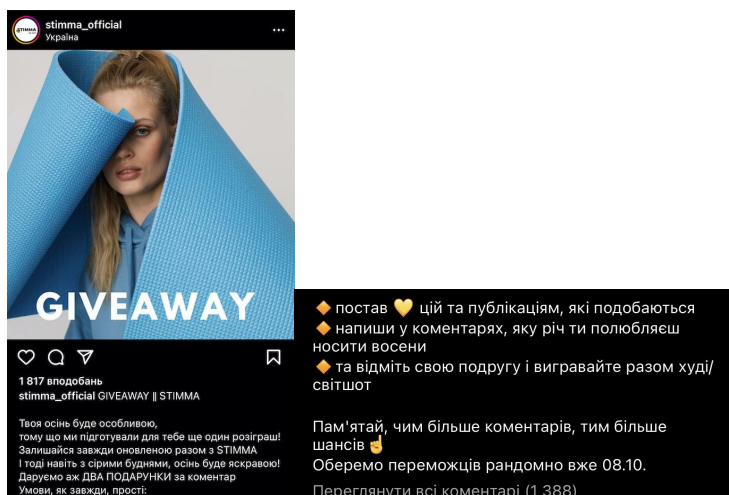 stimma_official
Україна
STIMMA
GIVEAWAY
1 817 вподобань
stimma_official GIVEAWAY || STIMMA
Твоя осінь буде особливою,
тому що ми підготували для тебе ще один розіграш!
Залишайся завжди оновленою разом з STIMMA
І тоді навіть з сірими буднями, осінь буде яскравою!
Даруємо аж ДВА ПОДАРУНКИ за коментар
Умови, як завжди, прості:
🔸постав 💛 цій та публікаціям, які подобаються
🔸напиши у коментарях, яку річ ти полюбляєш
носити восени
🔸та відміть свою подругу і вигравайте разом худі/
світшот
Пам'ятай, чим більше коментарів, тим більше
шансів☝️
Оберемо переможців рандомно вже 08.10.
Переглянути всі коментарі (1 388)